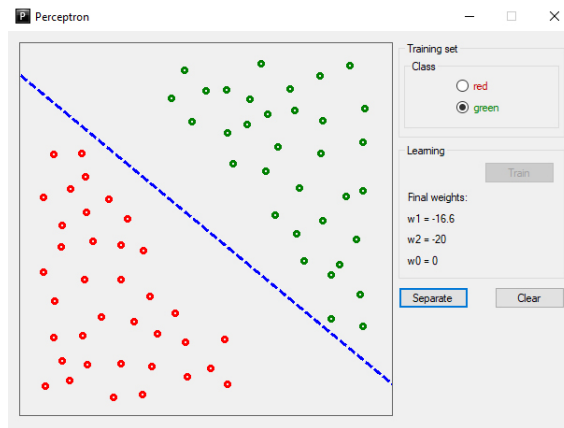 P Perceptron
Training set
Class
red
green
Learning
Train
Final weights:
w1 = -16.6
w2 = -20
w0 = 0
Separate Clear